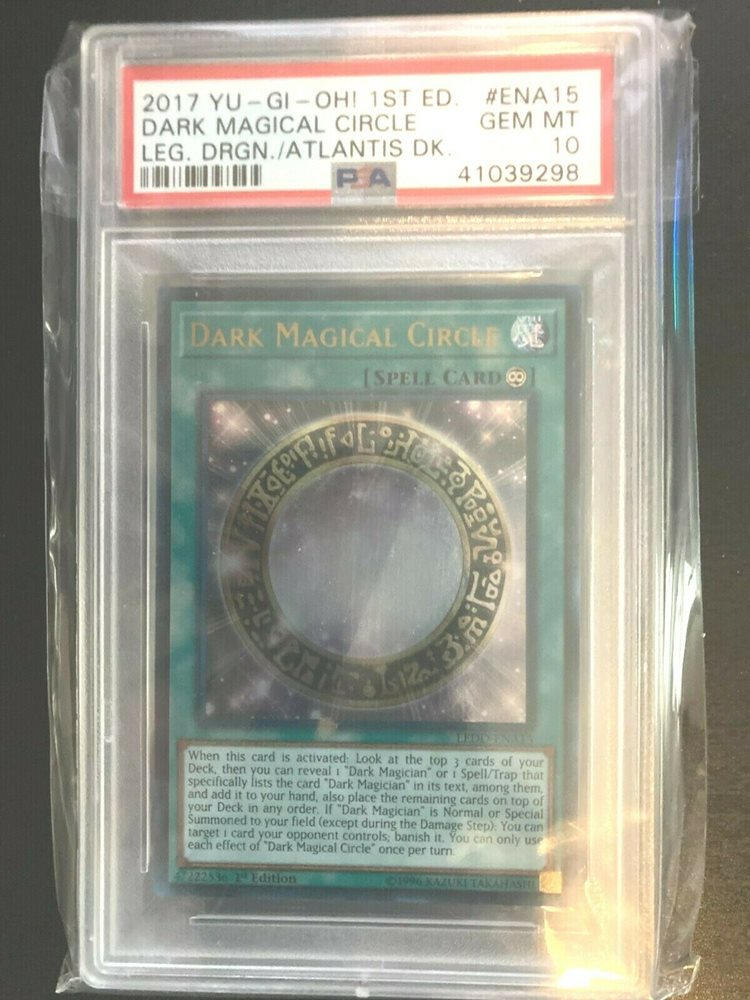 2017 YU-GI-OH! 1ST ED. #ENA15
DARK MAGICAL CIRCLE GEM MT
LEG. DRGN./ATLANTIS DK. 10
PSA 41039298
DARK MAGICAL CIRCLE
[SPELL CARD]
LEDD-ENA15
When this card is activated: Look at the top 3 cards of your
Deck, then you can reveal 1 "Dark Magician" or 1 Spell/Trap that
specifically lists the card "Dark Magician" in its text, among them,
and add it to your hand, also place the remaining cards on top of
your Deck in any order. If "Dark Magician" is Normal or Special
Summoned to your field (except during the Damage Step): You can
target 1 card your opponent controls; banish it. You can only use
each effect of "Dark Magical Circle" once per turn.
47222536 1st Edition ©1996 KAZUKI TAKAHASHI